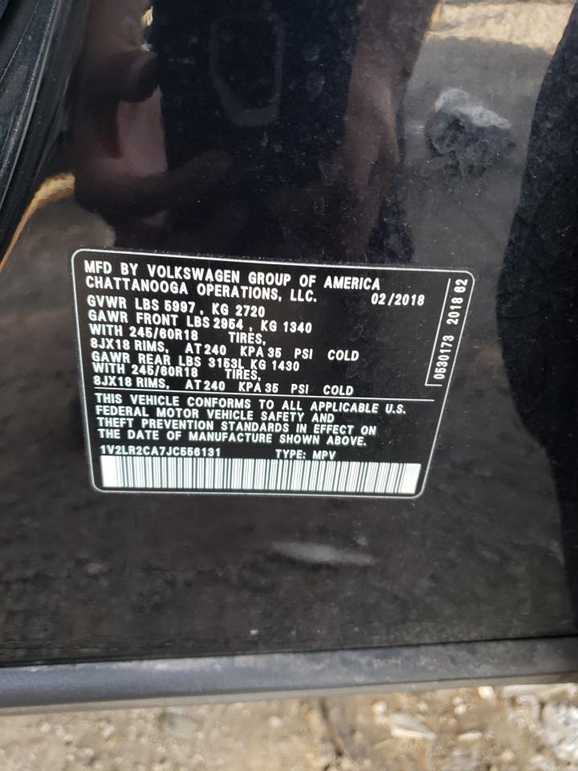 MFD BY VOLKSWAGEN GROUP OF AMERICA
CHATTANOOGA OPERATIONS, LLC. 02/2018
GVWR LBS 5997 , KG 2720
GAWR FRONT LBS 2954 , KG 1340
WITH 245/60R18 TIRES,
8JX18 RIMS, AT 240 KPA 35 PSI COLD
GAWR REAR LBS 3153L KG 1430
WITH 245/60R18 TIRES,
8JX18 RIMS, AT 240 KPA 35 PSI COLD
THIS VEHICLE CONFORMS TO ALL APPLICABLE U.S.
FEDERAL MOTOR VEHICLE SAFETY AND
THEFT PREVENTION STANDARDS IN EFFECT ON
THE DATE OF MANUFACTURE SHOWN ABOVE.
1V2LR2CA7JC556131 TYPE: MPV
0530173 2018 62